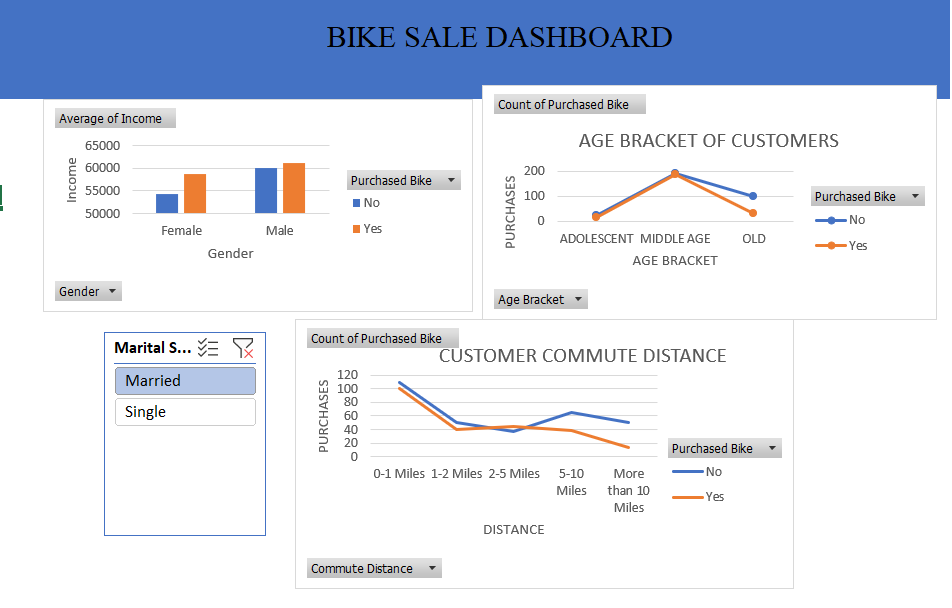 BIKE SALE DASHBOARD
Average of Income
65000
60000
55000
50000
Income
Female
Male
Gender
Purchased Bike
No
Yes
Gender
Count of Purchased Bike
AGE BRACKET OF CUSTOMERS
200
100
0
PURCHASES
ADOLESCENT
MIDDLE AGE
OLD
AGE BRACKET
Purchased Bike
No
Yes
Age Bracket
Marital S...
Married
Single
Count of Purchased Bike
CUSTOMER COMMUTE DISTANCE
120
100
80
60
40
20
0
PURCHASES
0-1 Miles
1-2 Miles
2-5 Miles
5-10
Miles
More
than 10
Miles
DISTANCE
Purchased Bike
No
Yes
Commute Distance